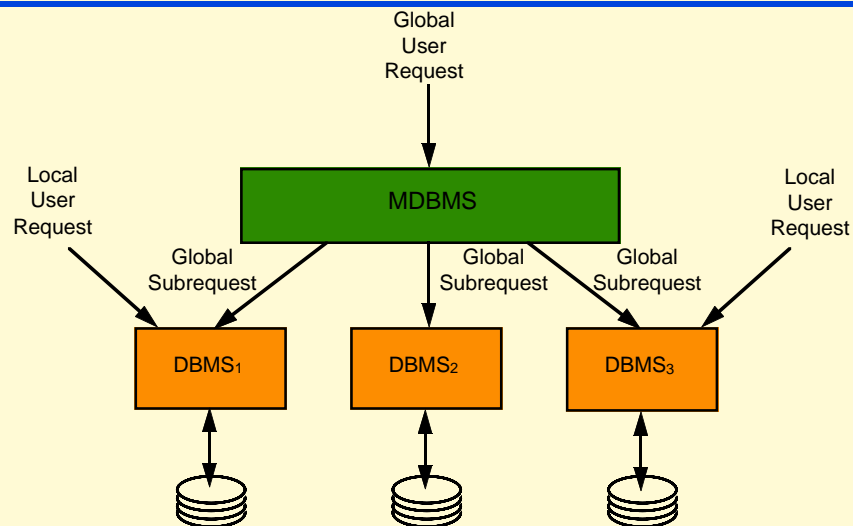 Global
User
Request
MDBMS
Local
User
Request
Local
User
Request
Global
Subrequest
Global
Subrequest
Global
Subrequest
DBMS₁
DBMS₂
DBMS₃